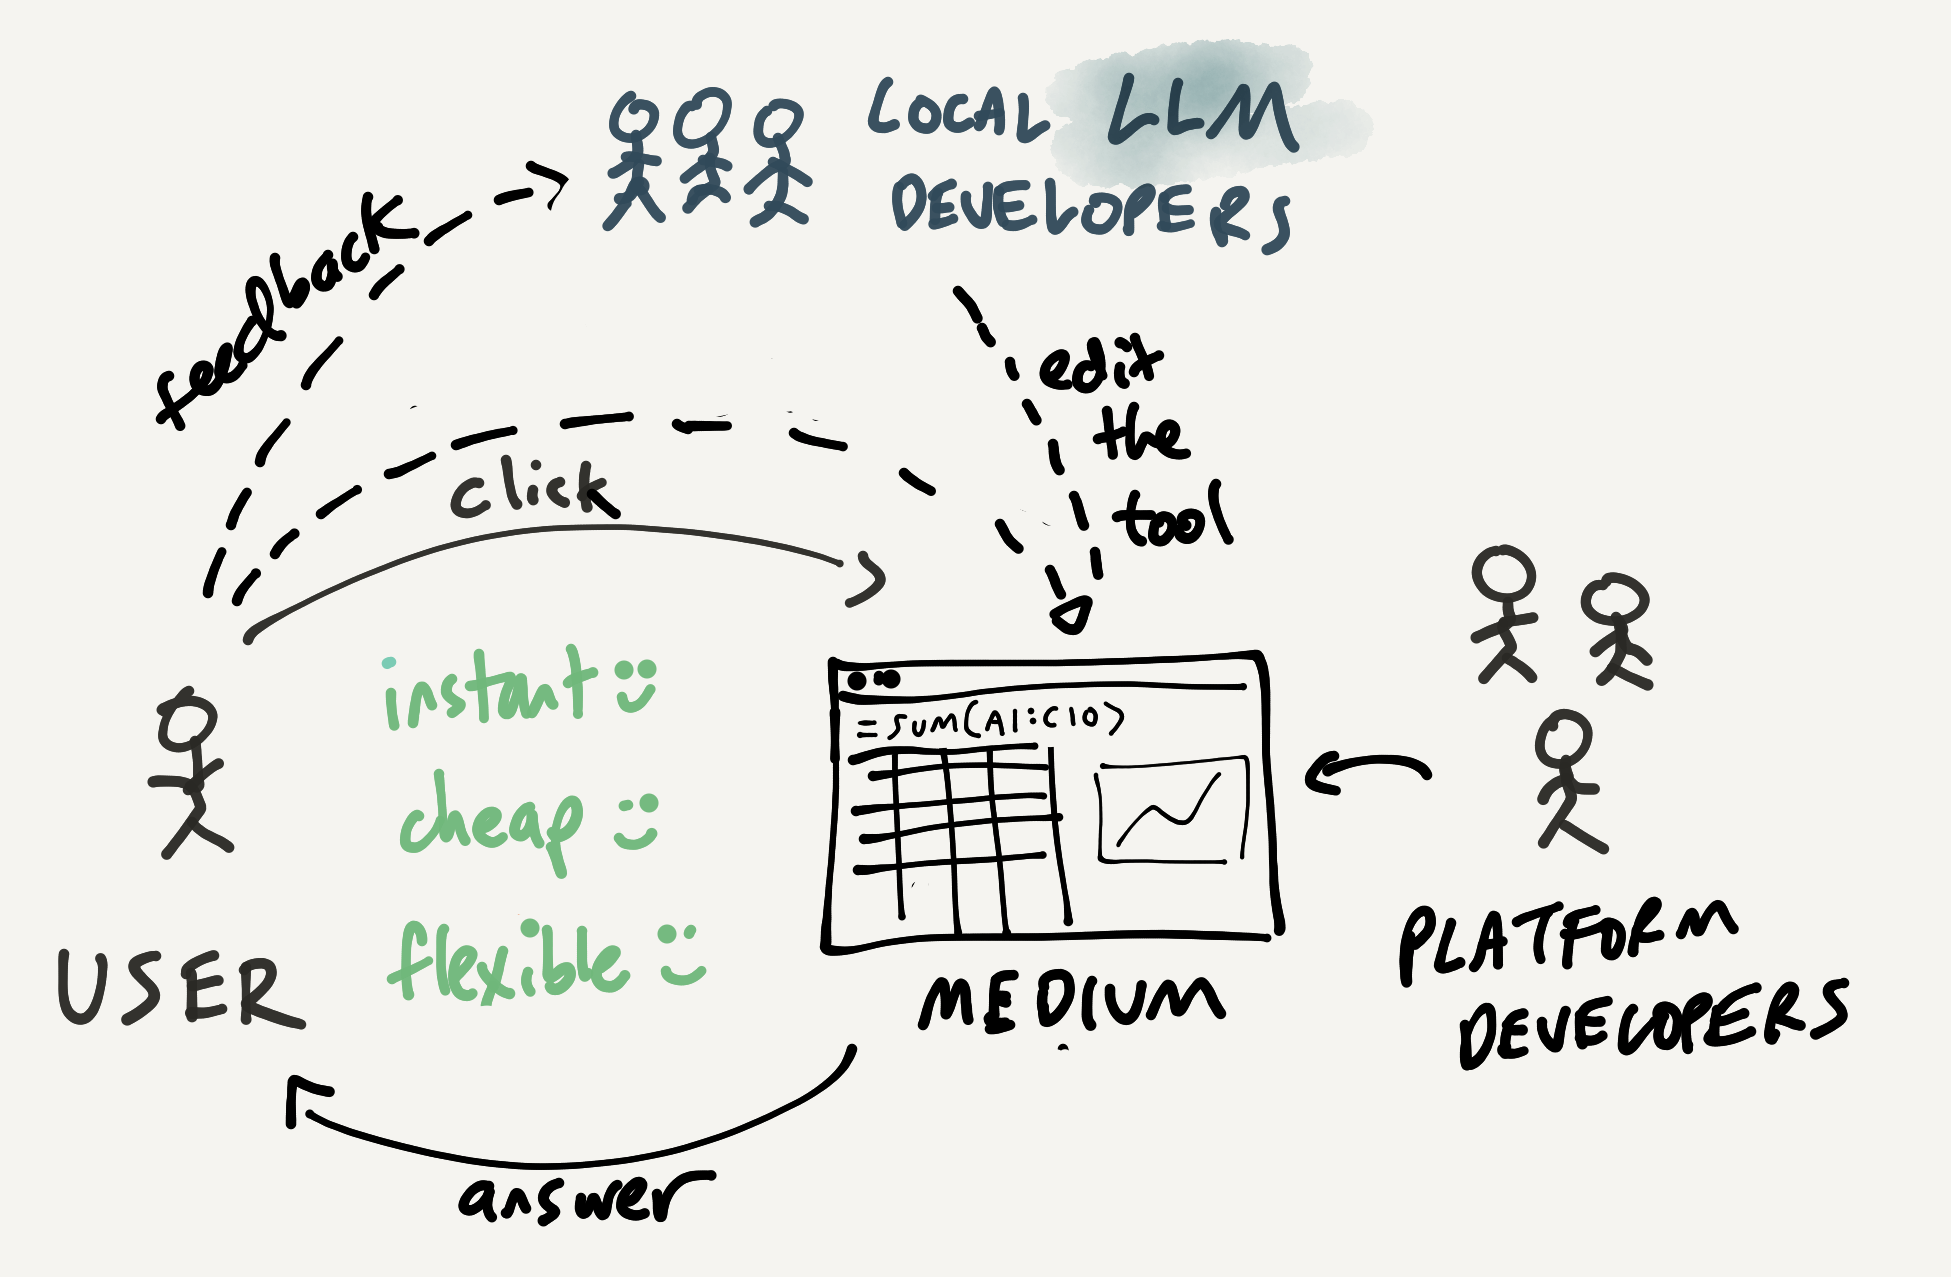 LOCAL LLM
DEVELOPERS
feedback
edit
the
tool
click
instant
cheap
flexible
=SUM(A1:C10)
USER
MEDIUM
PLATFORM
DEVELOPERS
answer